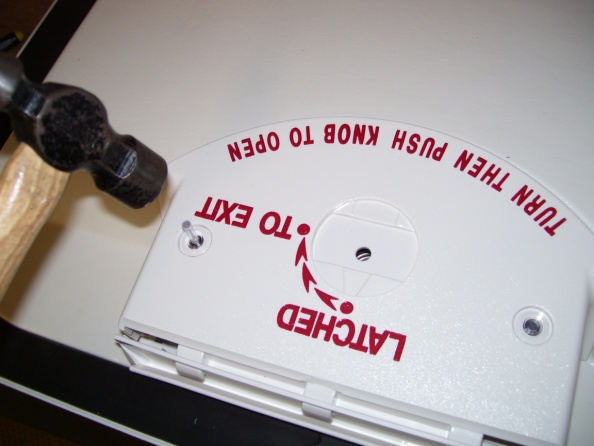 TURN THEN PUSH KNOB TO OPEN
LATCHED
TO EXIT